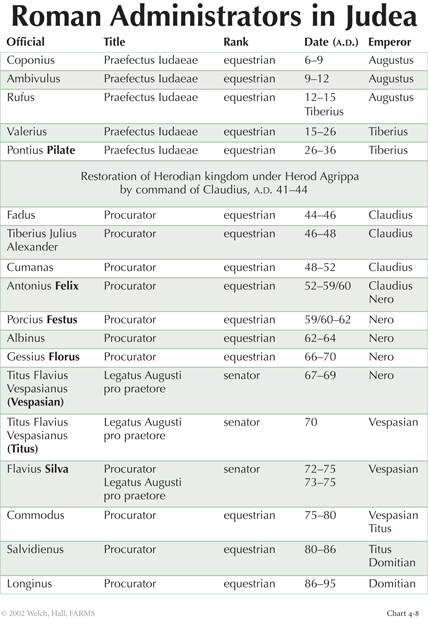 Roman Administrators in Judea
Official Title Rank Date (A.D.) Emperor
Coponius Praefectus Iudaeae equestrian 6–9 Augustus
Ambivulus Praefectus Iudaeae equestrian 9–12 Augustus
Rufus Praefectus Iudaeae equestrian 12–15 Augustus
Tiberius
Valerius Praefectus Iudaeae equestrian 15–26 Tiberius
Pontius Pilate Praefectus Iudaeae equestrian 26–36 Tiberius
Restoration of Herodian kingdom under Herod Agrippa
by command of Claudius, A.D. 41–44
Fadus Procurator equestrian 44–46 Claudius
Tiberius Julius Procurator equestrian 46–48 Claudius
Alexander
Cumanas Procurator equestrian 48–52 Claudius
Antonius Felix Procurator equestrian 52–59/60 Claudius
Nero
Porcius Festus Procurator equestrian 59/60–62 Nero
Albinus Procurator equestrian 62–64 Nero
Gessius Florus Procurator equestrian 66–70 Nero
Titus Flavius Legatus Augusti senator 67–69 Nero
Vespasianus pro praetore
(Vespasian)
Titus Flavius Legatus Augusti senator 70 Vespasian
Vespasianus pro praetore
(Titus)
Flavius Silva Procurator senator 72–75 Vespasian
Legatus Augusti 73–75
pro praetore
Commodus Procurator equestrian 75–80 Vespasian
Titus
Salvidienus Procurator equestrian 80–86 Titus
Domitian
Longinus Procurator equestrian 86–95 Domitian
© 2002 Welch, Hall, FARMS Chart 4-8